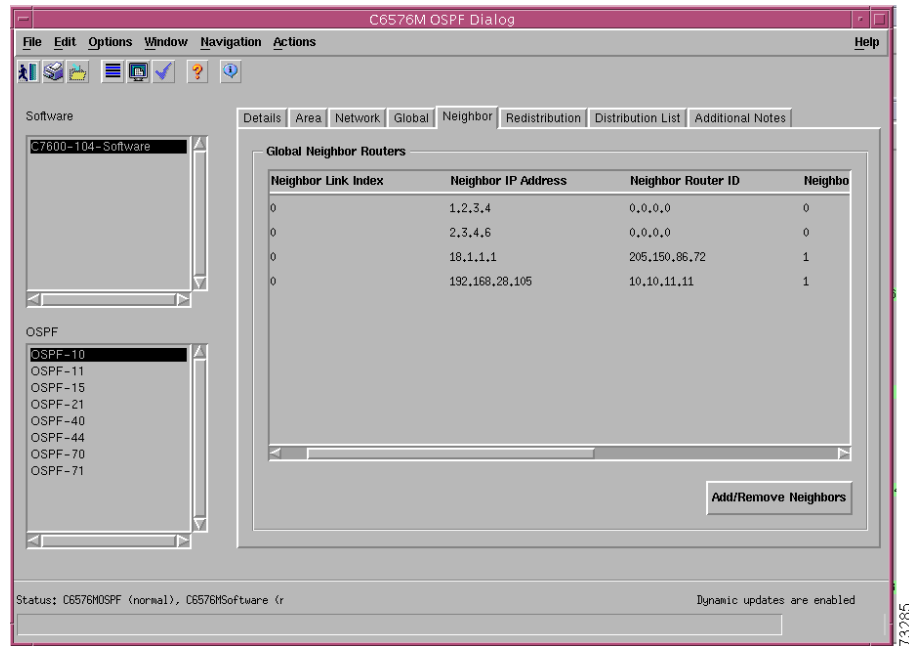 C6576M OSPF Dialog
File Edit Options Window Navigation Actions Help
Software
C7600-104-Software
OSPF
OSPF-10
OSPF-11
OSPF-15
OSPF-21
OSPF-40
OSPF-44
OSPF-70
OSPF-71
Details Area Network Global Neighbor Redistribution Distribution List Additional Notes
Global Neighbor Routers
Neighbor Link Index Neighbor IP Address Neighbor Router ID Neighbo
0 1.2.3.4 0.0.0.0 0
0 2.3.4.6 0.0.0.0 0
0 18.1.1.1 205.150.86.72 1
0 192.168.28.105 10.10.11.11 1
Add/Remove Neighbors
Status: C6576MOSPF (normal), C6576MSoftware (r Dynamic updates are enabled
73285